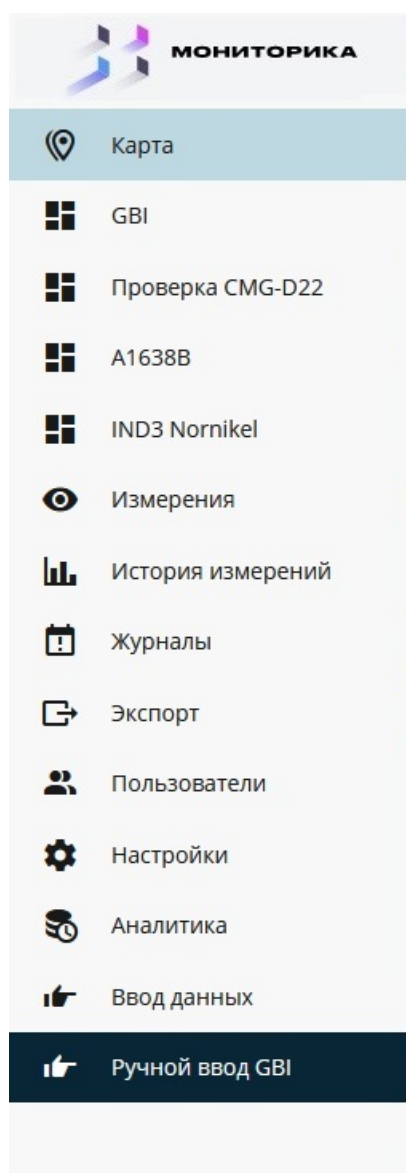 МОНИТОРИКА
Карта
GBI
Проверка CMG-D22
A1638B
IND3 Nornikel
Измерения
История измерений
Журналы
Экспорт
Пользователи
Настройки
Аналитика
Ввод данных
Ручной ввод GBI